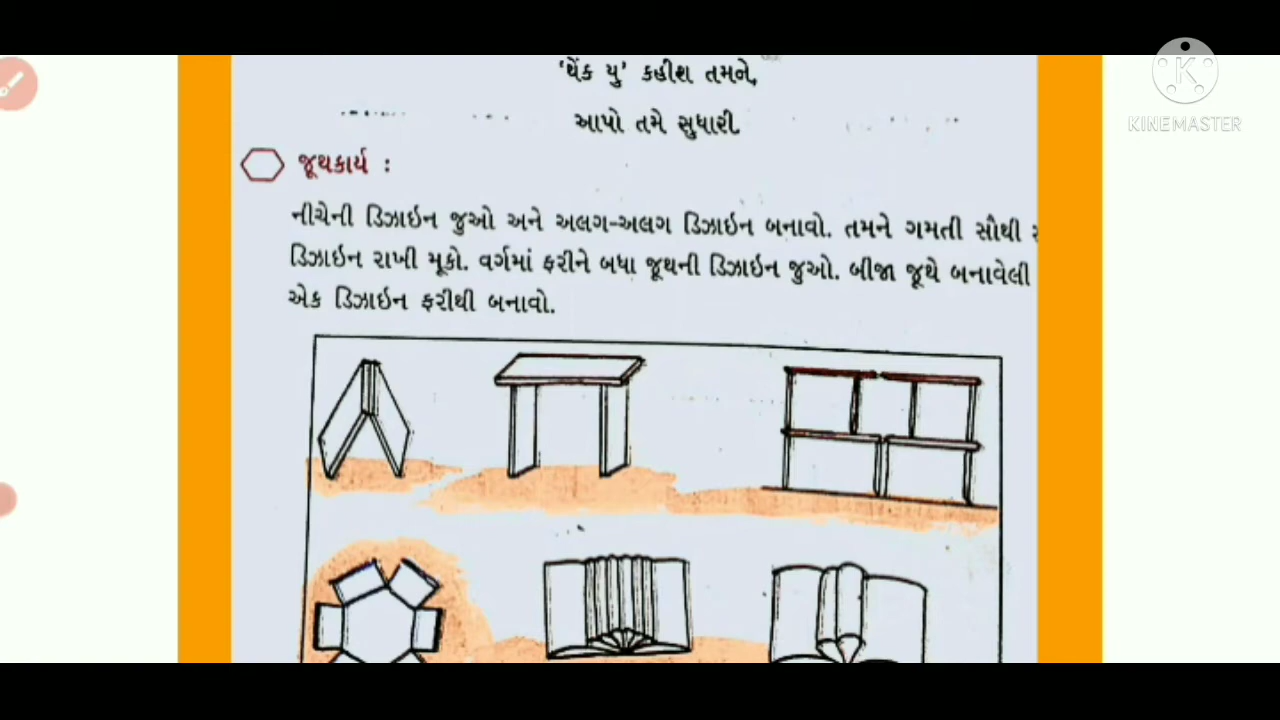 ‘થેંક યુ’ કહીશ તમને,
આપો તમે સુધારી.
જૂથકાર્ય :
નીચેની ડિઝાઇન જુઓ અને અલગ-અલગ ડિઝાઇન બનાવો. તમને ગમતી સૌથી
ડિઝાઇન રાખી મૂકો. વર્ગમાં ફરીને બધા જૂથની ડિઝાઇન જુઓ. બીજા જૂથે બનાવેલી
એક ડિઝાઇન ફરીથી બનાવો.
K
KINEMASTER